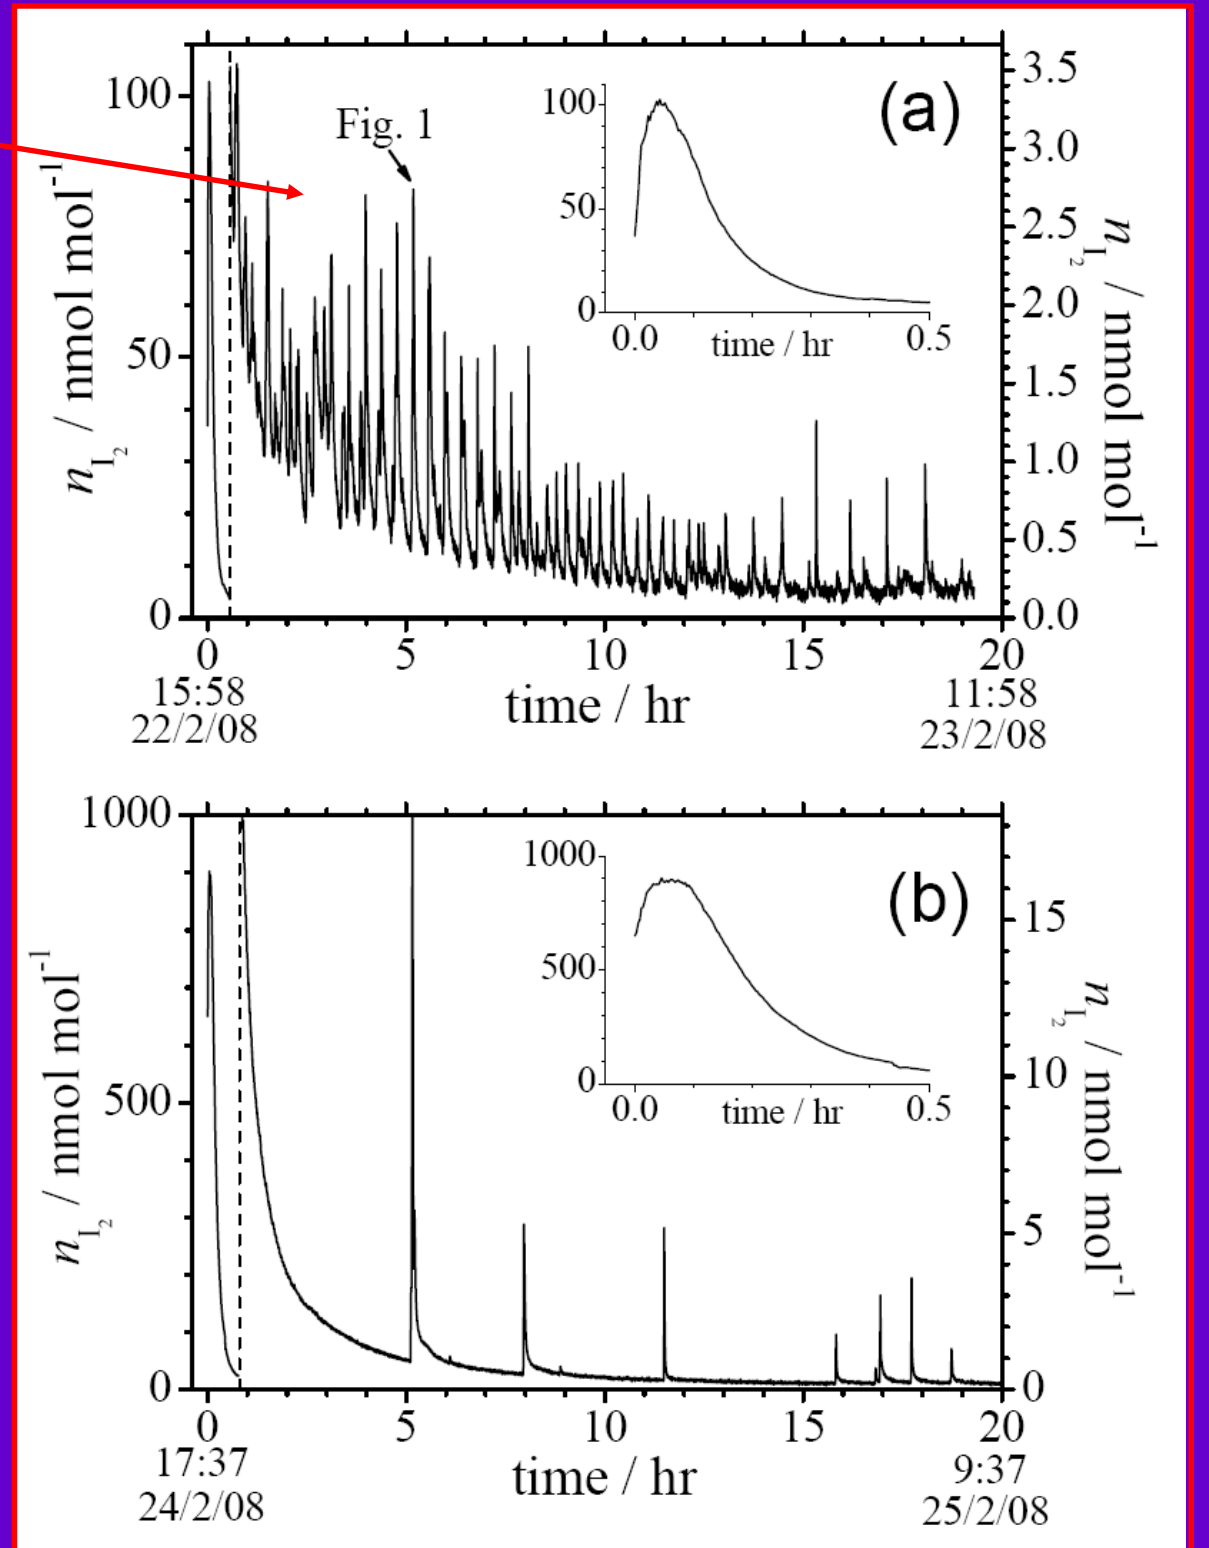 (a)
Fig. 1
n I₂ / nmol mol⁻¹
100
50
0
3.5
3.0
2.5
2.0
1.5
1.0
0.5
0.0
n I₂ / nmol mol⁻¹
100
50
0
0.0 time / hr 0.5
0 5 10 15 20
15:58 11:58
22/2/08 time / hr 23/2/08
(b)
n I₂ / nmol mol⁻¹
1000
500
0
15
10
5
0
n I₂ / nmol mol⁻¹
1000
500
0
0.0 time / hr 0.5
0 5 10 15 20
17:37 9:37
24/2/08 time / hr 25/2/08